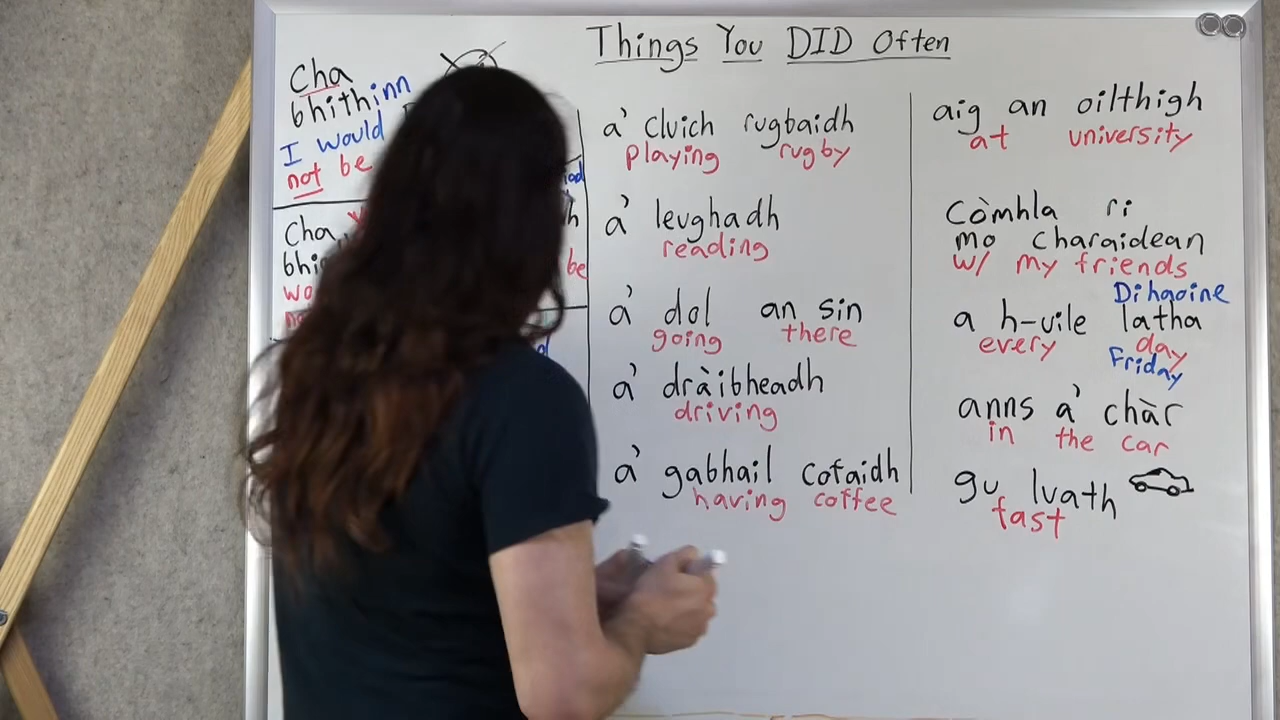 Things You DID Often
Cha
bhithinn
I would
not be
Cha
be
a' cluich rugbaidh
playing rugby
a' leughadh
reading
a' dol an sin
going there
a' dràibheadh
driving
a' gabhail cofaidh
having coffee
aig an oilthigh
at university
Còmhla ri
mo charaidean
w/ my friends
Dihaoine
a h-uile latha
every day
Friday
anns a' chàr
in the car
gu luath
fast